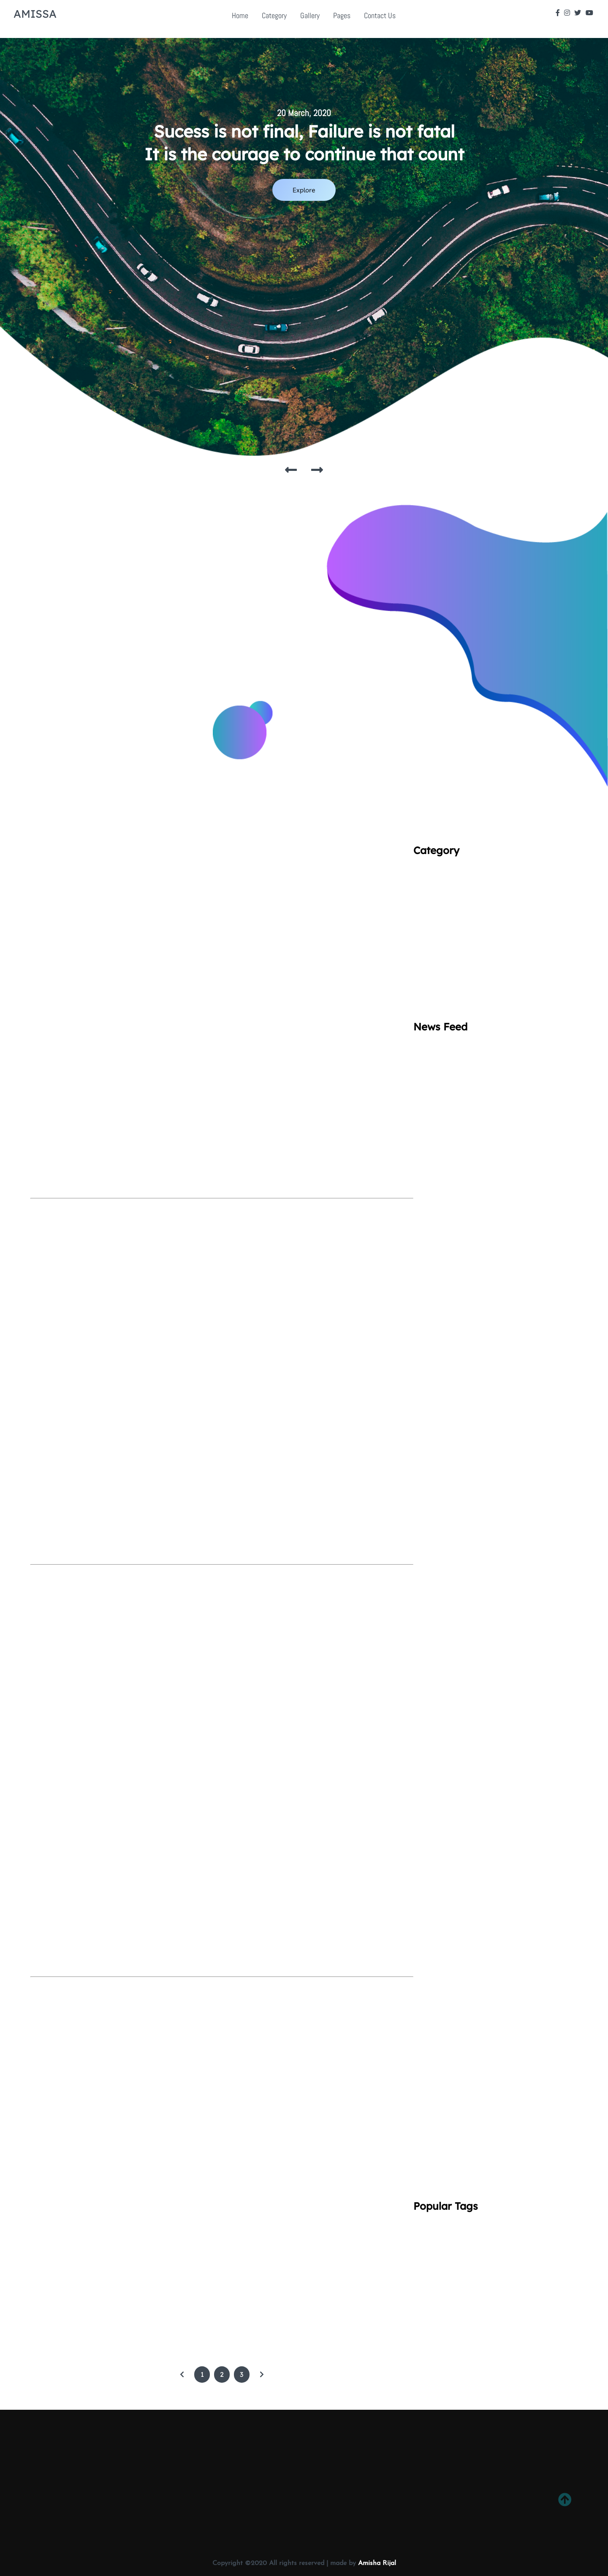 AMISSA
Home Category Gallery Pages Contact Us
20 March, 2020
Sucess is not final, Failure is not fatal
It is the courage to continue that count
Explore
Category
News Feed
Popular Tags
1 2 3
Copyright ©2020 All rights reserved | made by Amisha Rijal